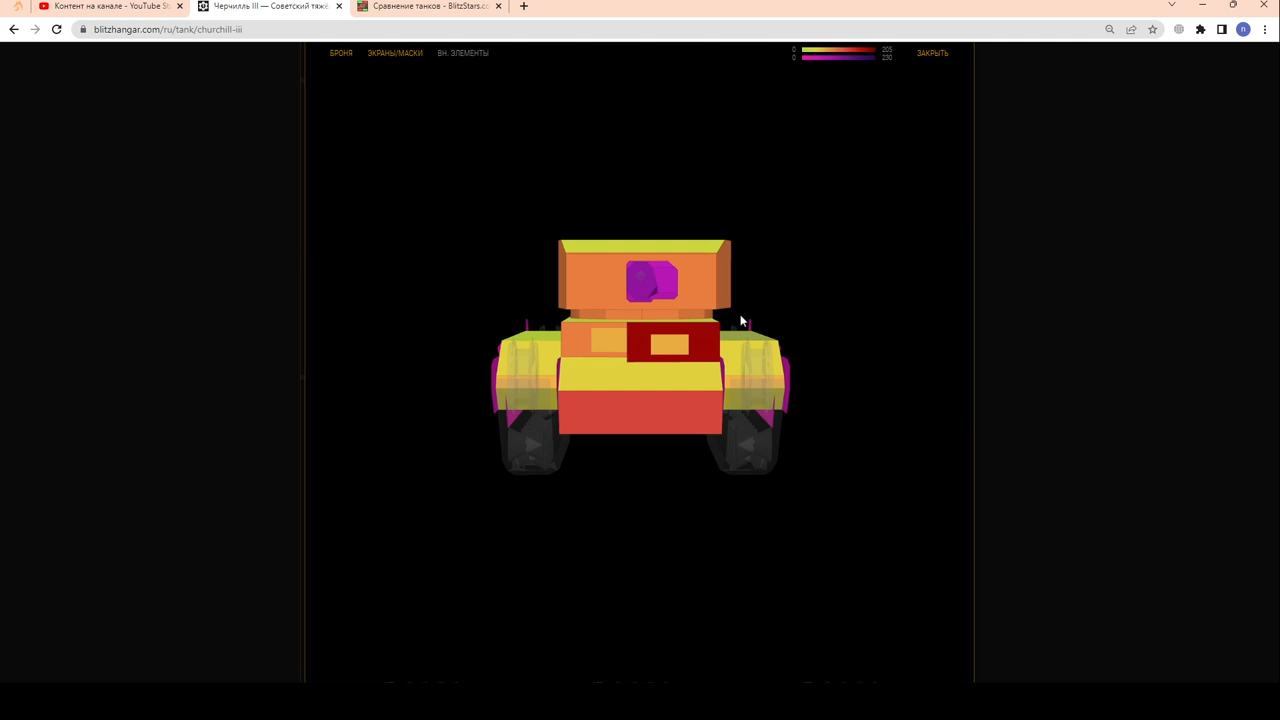 Контент на канале - YouTube St
Черчилль III — Советский тяжё
Сравнение танков - BlitzStars.co
blitzhangar.com/ru/tank/churchill-iii
n
БРОНЯ ЭКРАНЫ/МАСКИ ВН. ЭЛЕМЕНТЫ 0 205 ЗАКРЫТЬ
0 230